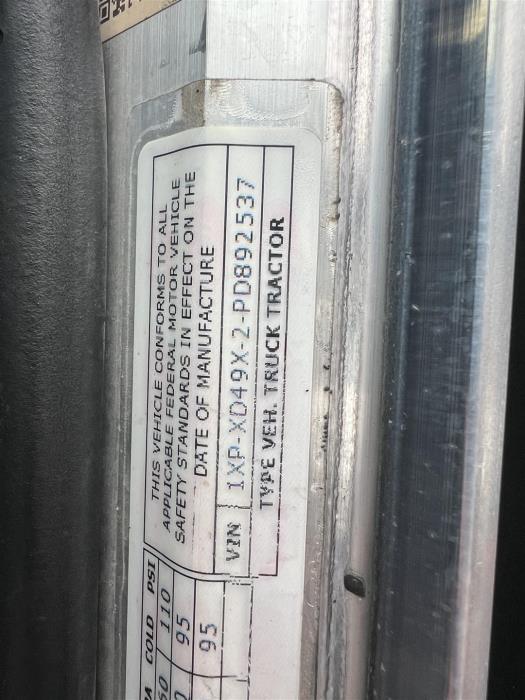 THIS VEHICLE CONFORMS TO ALL
APPLICABLE FEDERAL MOTOR VEHICLE
SAFETY STANDARDS IN EFFECT ON THE
DATE OF MANUFACTURE
VIN 1XP-XD49X-2-PD892537
TYPE VEH. TRUCK TRACTOR
COLD PSI
110
95
95